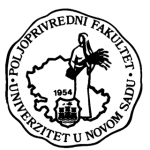 POLJOPRIVREDNI FAKULTET
UNIVERZITET U NOVOM SADU
1954